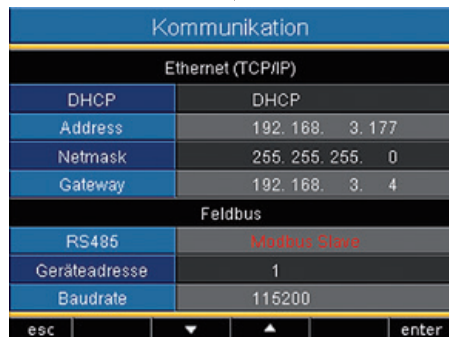 Kommunikation
Ethernet (TCP/IP)
DHCP DHCP
Address 192. 168. 3. 177
Netmask 255. 255. 255. 0
Gateway 192. 168. 3. 4
Feldbus
RS485 Modbus Slave
Geräteadresse 1
Baudrate 115200
esc ▼ ▲ enter